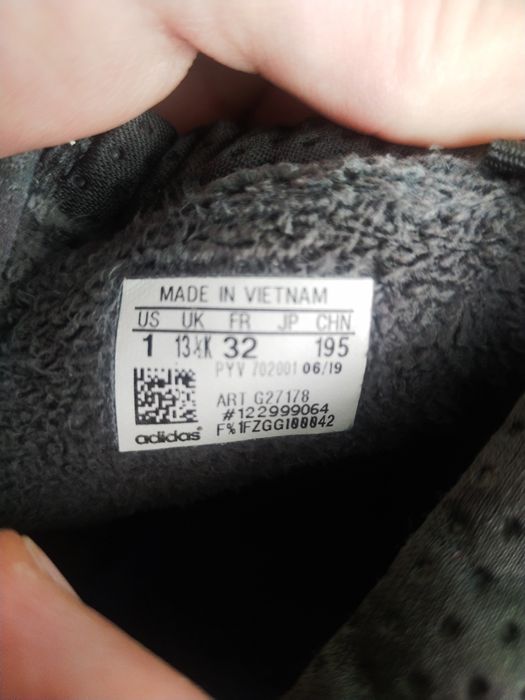 MADE IN VIETNAM
US UK FR JP CHN
1 13½K 32 195
PYV 702001 06/19
ART G27178
#122999064
F%1FZGG100042
adidas